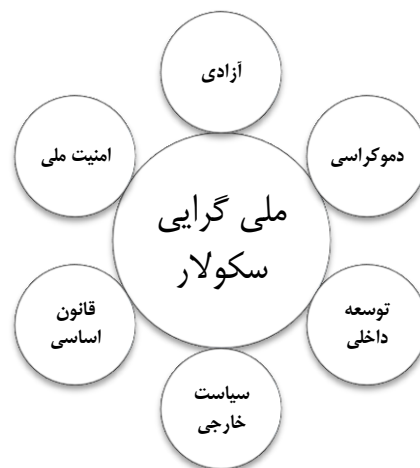 آزادی
دموکراسی
امنیت ملی
ملی گرایی
سکولار
توسعه
داخلی
قانون
اساسی
سیاست
خارجی